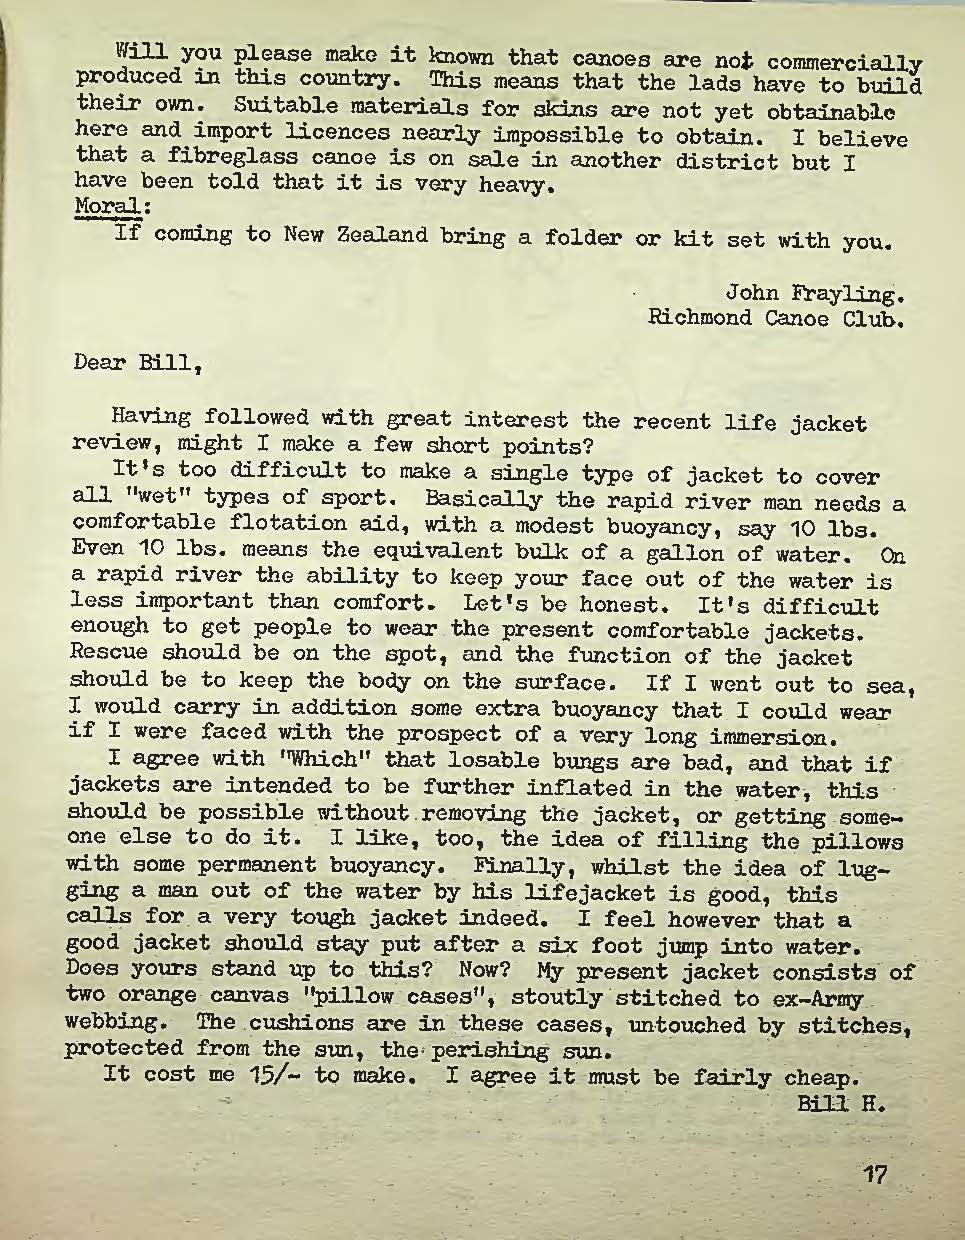 Will you please make it known that canoes are not commercially
produced in this country. This means that the lads have to build
their own. Suitable materials for skins are not yet obtainable
here and import licences nearly impossible to obtain. I believe
that a fibreglass canoe is on sale in another district but I
have been told that it is very heavy.
Moral:
If coming to New Zealand bring a folder or kit set with you.
John Frayling.
Richmond Canoe Club.
Dear Bill,
Having followed with great interest the recent life jacket
review, might I make a few short points?
It's too difficult to make a single type of jacket to cover
all "wet" types of sport. Basically the rapid river man needs a
comfortable flotation aid, with a modest buoyancy, say 10 lbs.
Even 10 lbs. means the equivalent bulk of a gallon of water. On
a rapid river the ability to keep your face out of the water is
less important than comfort. Let's be honest. It's difficult
enough to get people to wear the present comfortable jackets.
Rescue should be on the spot, and the function of the jacket
should be to keep the body on the surface. If I went out to sea,
I would carry in addition some extra buoyancy that I could wear
if I were faced with the prospect of a very long immersion.
I agree with "Which" that losable bungs are bad, and that if
jackets are intended to be further inflated in the water, this
should be possible without removing the jacket, or getting some-
one else to do it. I like, too, the idea of filling the pillows
with some permanent buoyancy. Finally, whilst the idea of lug-
ging a man out of the water by his lifejacket is good, this
calls for a very tough jacket indeed. I feel however that a
good jacket should stay put after a six foot jump into water.
Does yours stand up to this? Now? My present jacket consists of
two orange canvas "pillow cases", stoutly stitched to ex-Army
webbing. The cushions are in these cases, untouched by stitches,
protected from the sun, the perishing sun.
It cost me 15/- to make. I agree it must be fairly cheap.
Bill H.
17